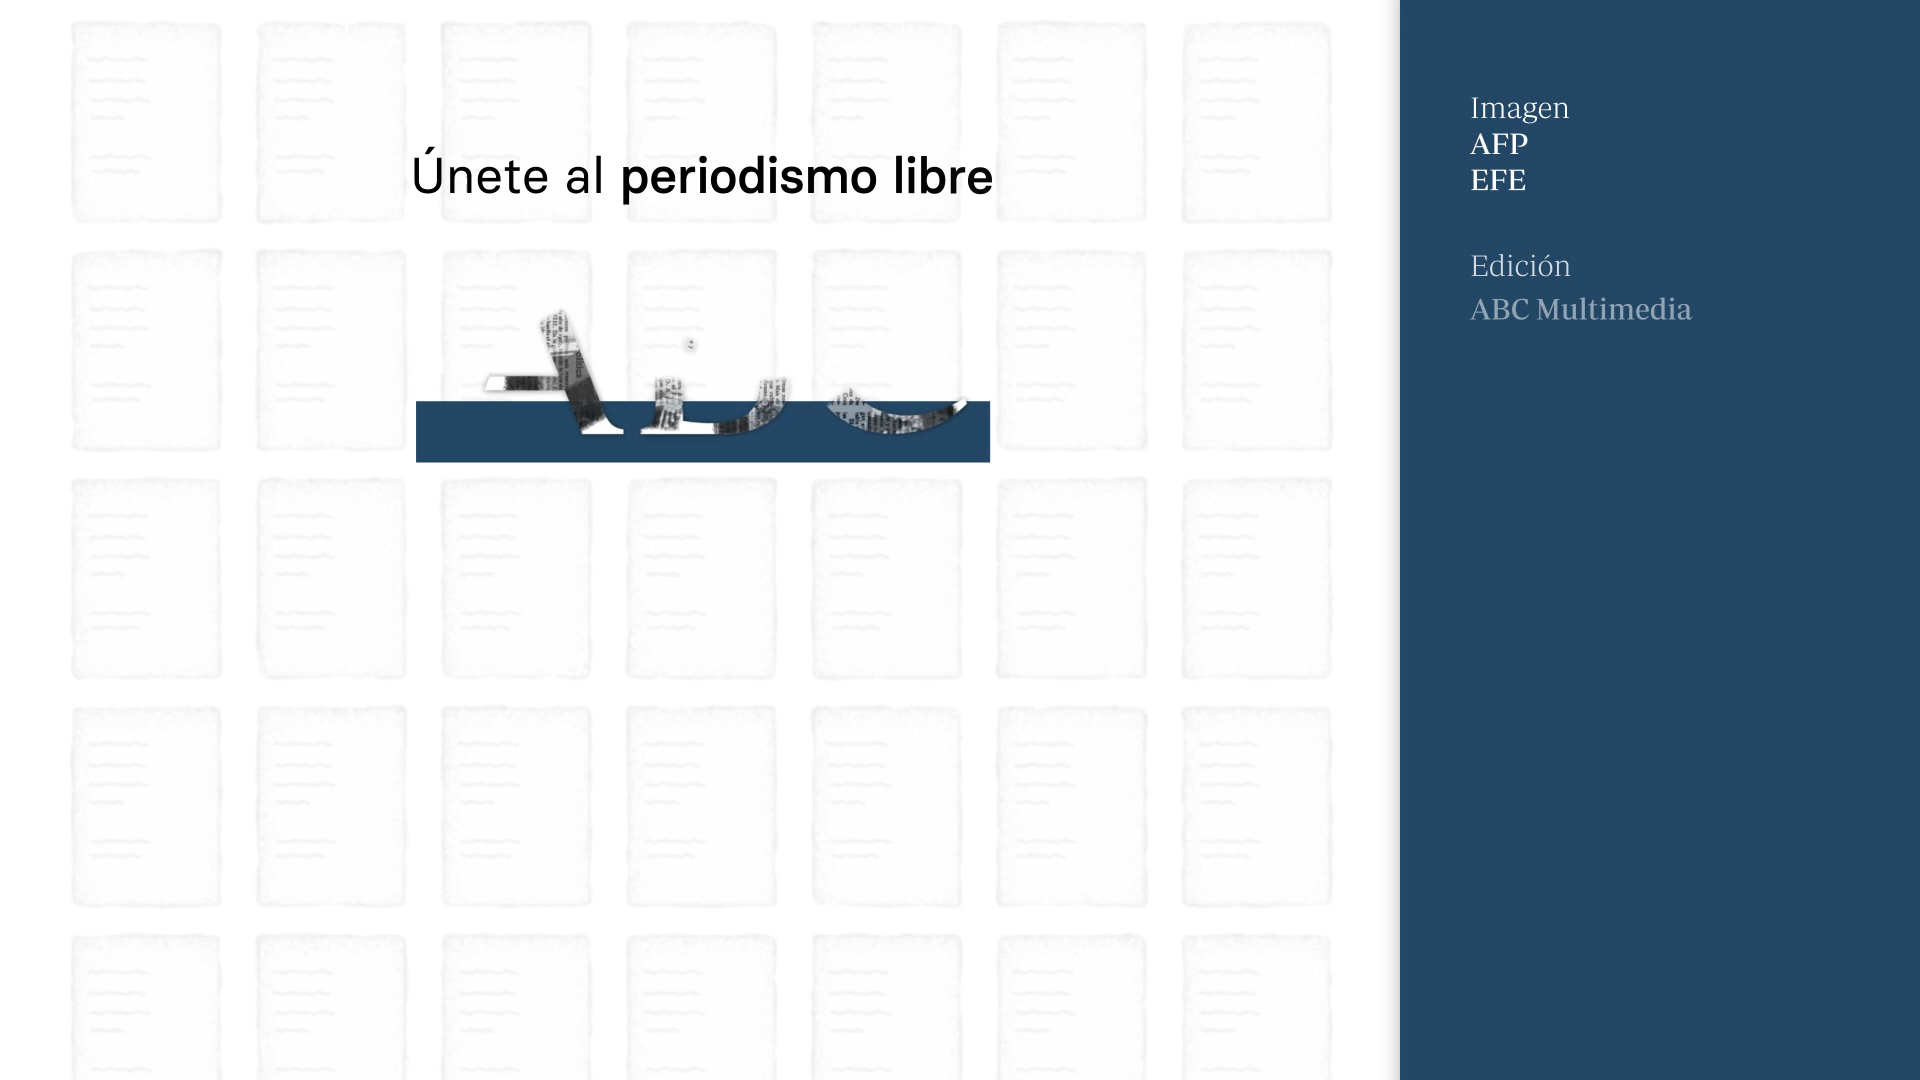 Únete al periodismo libre
Imagen
AFP
EFE
Edición
ABC Multimedia